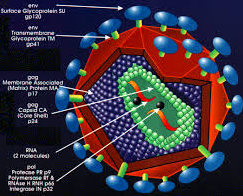 env
Surface Glycoprotein SU
gp120
env
Transmembrane
Glycoprotein TM
gp41
gag
Membrane Associated
(Matrix) Protein MA
p17
gag
Capsid CA
(Core Shell)
p24
RNA
(2 molecules)
pol
Protease PR p9
Polymerase RT &
RNAse H RNH p66
Integrase IN p32